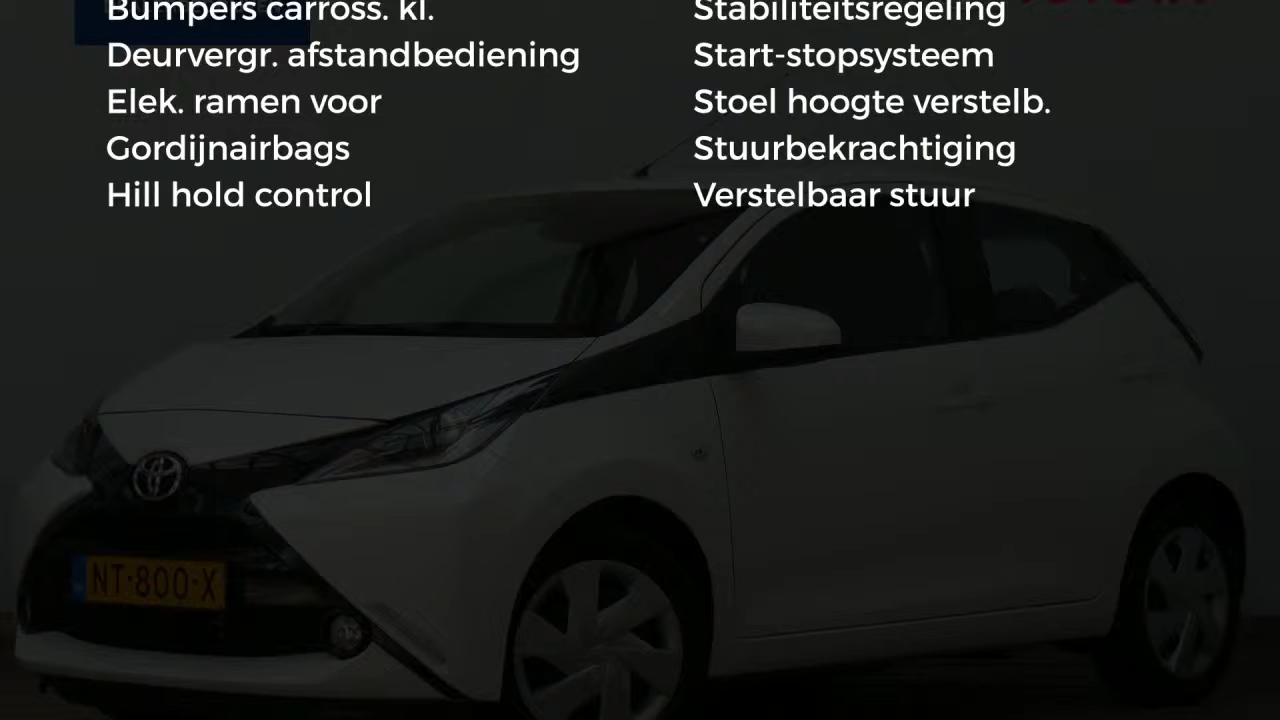 Bumpers carross. kl.
Deurvergr. afstandbediening
Elek. ramen voor
Gordijnairbags
Hill hold control
Stabiliteitsregeling
Start-stopsysteem
Stoel hoogte verstelb.
Stuurbekrachtiging
Verstelbaar stuur
NT-800-X